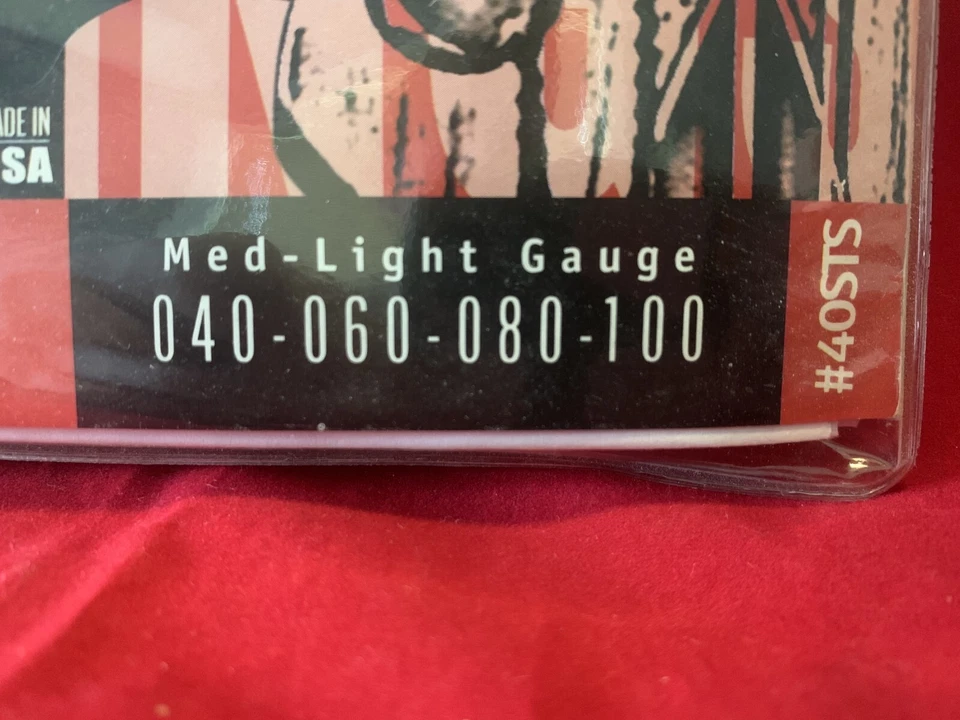 ADE IN
SA
Med-Light Gauge
040-060-080-100
#40STS